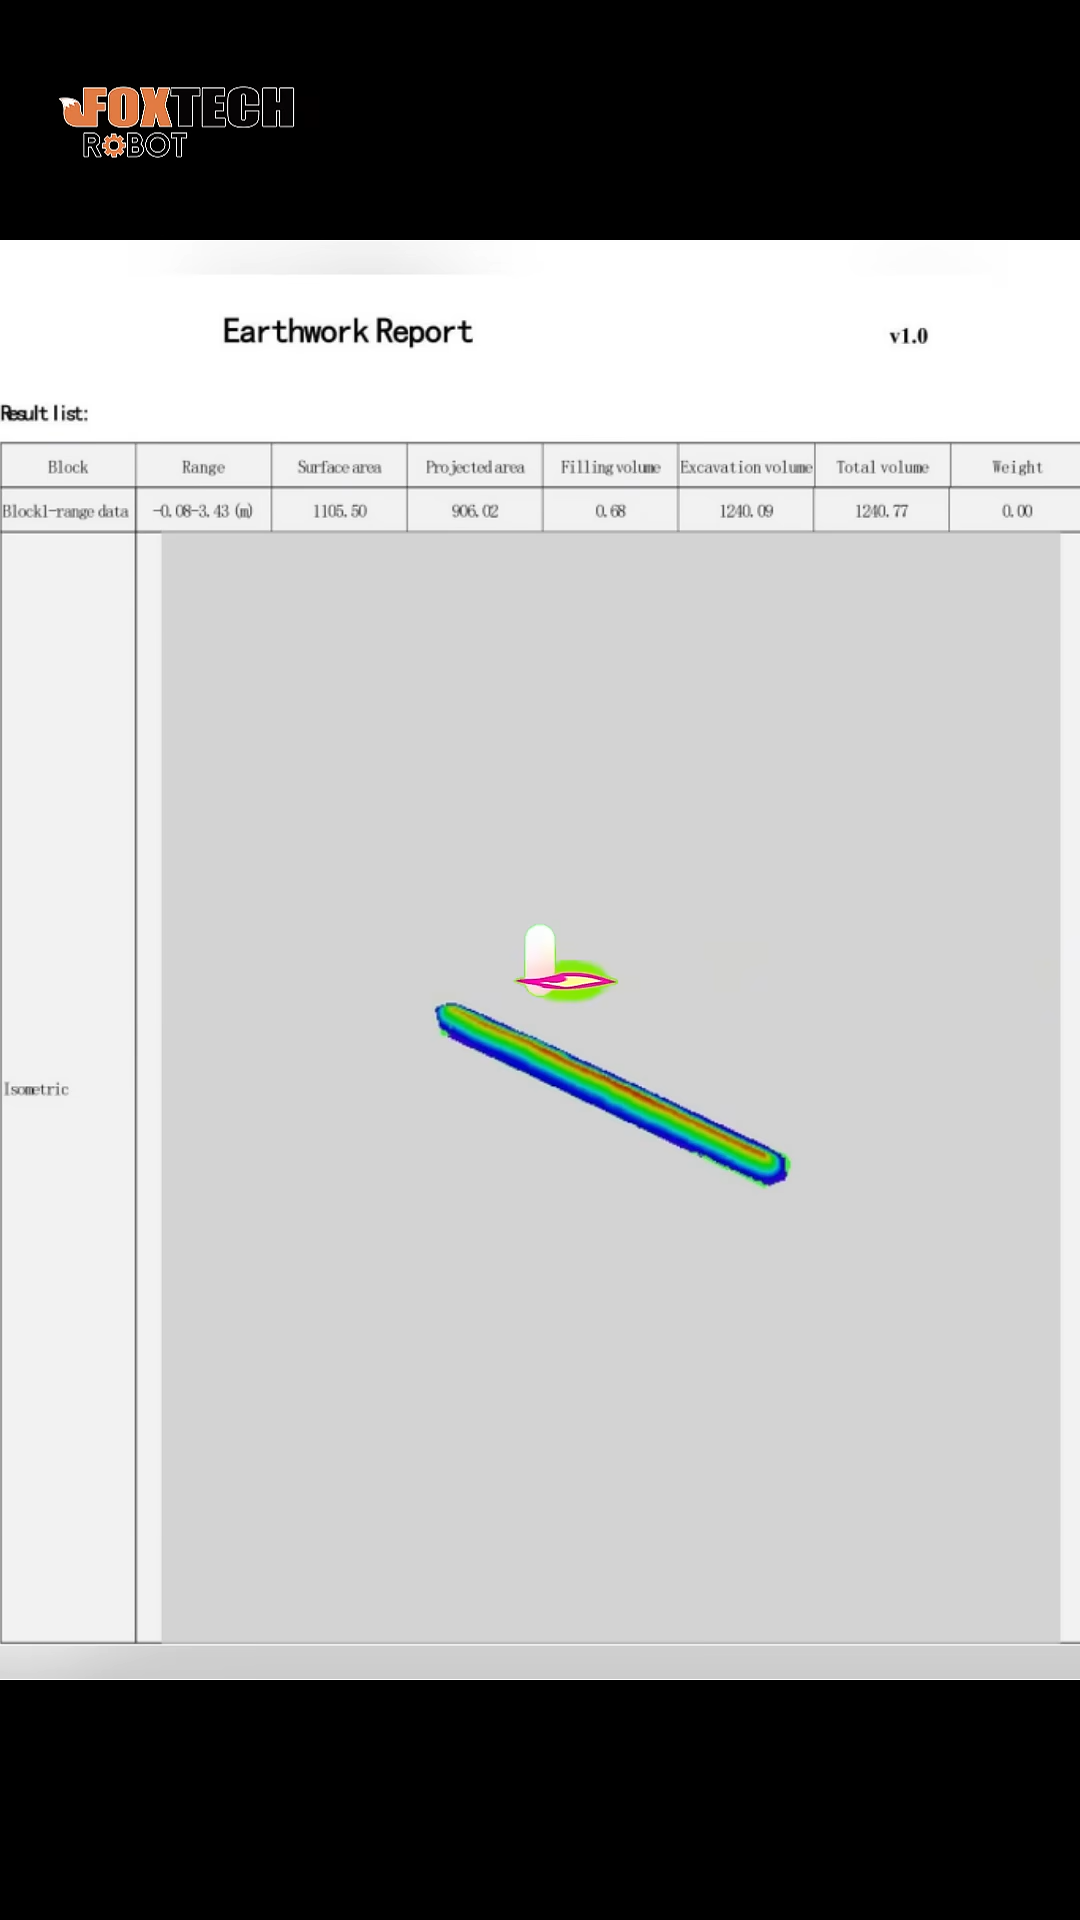 FOXTECH
ROBOT
Earthwork Report
v1.0
Result list:
Block Range Surface area Projected area Filling volume Excavation volume Total volume Weight
Block1-range data -0.08-3.43 (m) 1105.50 906.02 0.68 1240.09 1240.77 0.00
Isometric